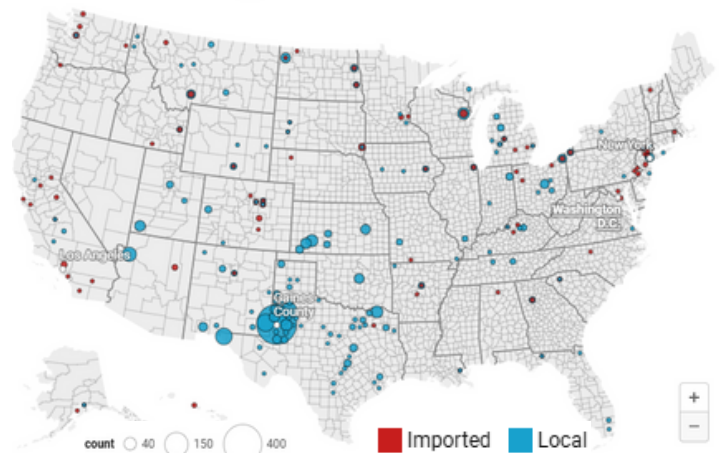 New York
Washington
D.C.
Los Angeles
Gaines
County
+
−
count 40 150 400 Imported Local